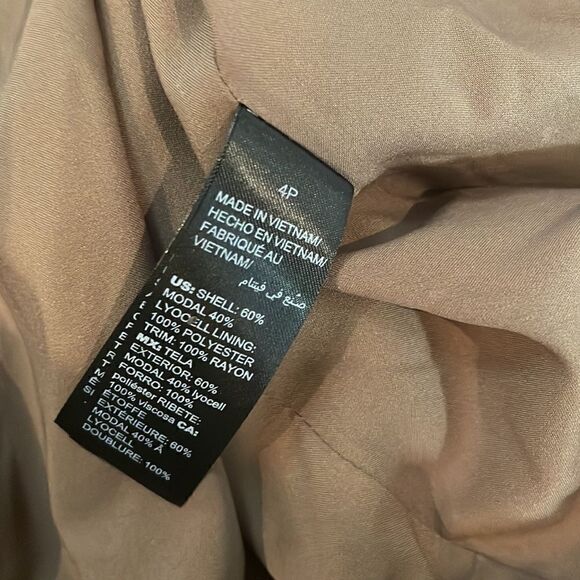 4P
MADE IN VIETNAM/
HECHO EN VIETNAM/
FABRIQUÉ AU
VIETNAM/
صُنع في فيتنام
US: SHELL: 60%
MODAL 40%
LYOCELL LINING:
100% POLYESTER
TRIM: 100% RAYON
MX: TELA
EXTERIOR: 60%
MODAL 40% lyocell
FORRO: 100%
poliéster RIBETE:
100% viscosa CA:
ÉTOFFE
EXTÉRIEURE: 60%
MODAL 40% À
LYOCELL
DOUBLURE: 100%